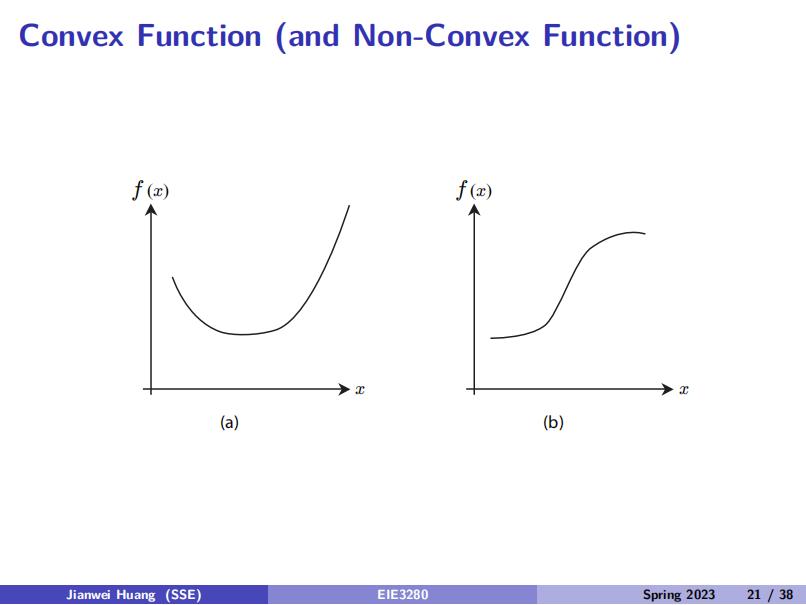 Convex Function (and Non-Convex Function)
f (x)
x
(a)
f (x)
x
(b)
Jianwei Huang (SSE) EIE3280 Spring 2023 21 / 38